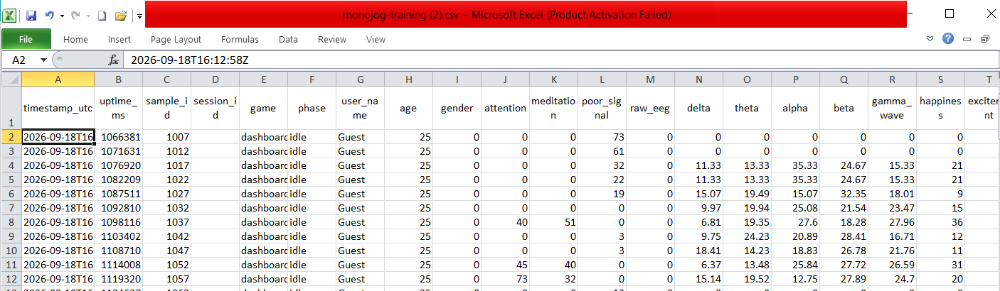 monojog-training (2).csv - Microsoft Excel (Product Activation Failed)
File Home Insert Page Layout Formulas Data Review View
A2 fx 2026-09-18T16:12:58Z
A B C D E F G H I J K L M N O P Q R S T
1 timestamp_utc uptime_ms sample_id session_id game phase user_name age gender attention meditation poor_signal raw_eeg delta theta alpha beta gamma_wave happiness excitement
2 2026-09-18T16 1066381 1007 dashboard idle Guest 25 0 0 0 73 0 0 0 0 0 0 0
3 2026-09-18T16 1071631 1012 dashboard idle Guest 25 0 0 0 61 0 0 0 0 0 0 0
4 2026-09-18T16 1076920 1017 dashboard idle Guest 25 0 0 0 32 0 11.33 13.33 35.33 24.67 15.33 21
5 2026-09-18T16 1082209 1022 dashboard idle Guest 25 0 0 0 22 0 11.33 13.33 35.33 24.67 15.33 21
6 2026-09-18T16 1087511 1027 dashboard idle Guest 25 0 0 0 19 0 15.07 19.49 15.07 32.35 18.01 9
7 2026-09-18T16 1092810 1032 dashboard idle Guest 25 0 0 0 0 0 9.97 19.94 25.08 21.54 23.47 15
8 2026-09-18T16 1098116 1037 dashboard idle Guest 25 0 40 51 0 0 6.81 19.35 27.6 18.28 27.96 36
9 2026-09-18T16 1103402 1042 dashboard idle Guest 25 0 0 0 3 0 9.75 24.23 20.89 28.41 16.71 12
10 2026-09-18T16 1108710 1047 dashboard idle Guest 25 0 0 0 3 0 18.41 14.23 18.83 26.78 21.76 11
11 2026-09-18T16 1114008 1052 dashboard idle Guest 25 0 45 40 0 0 6.37 13.48 25.84 27.72 26.59 31
12 2026-09-18T16 1119320 1057 dashboard idle Guest 25 0 73 32 0 0 15.14 19.52 12.75 27.89 24.7 20